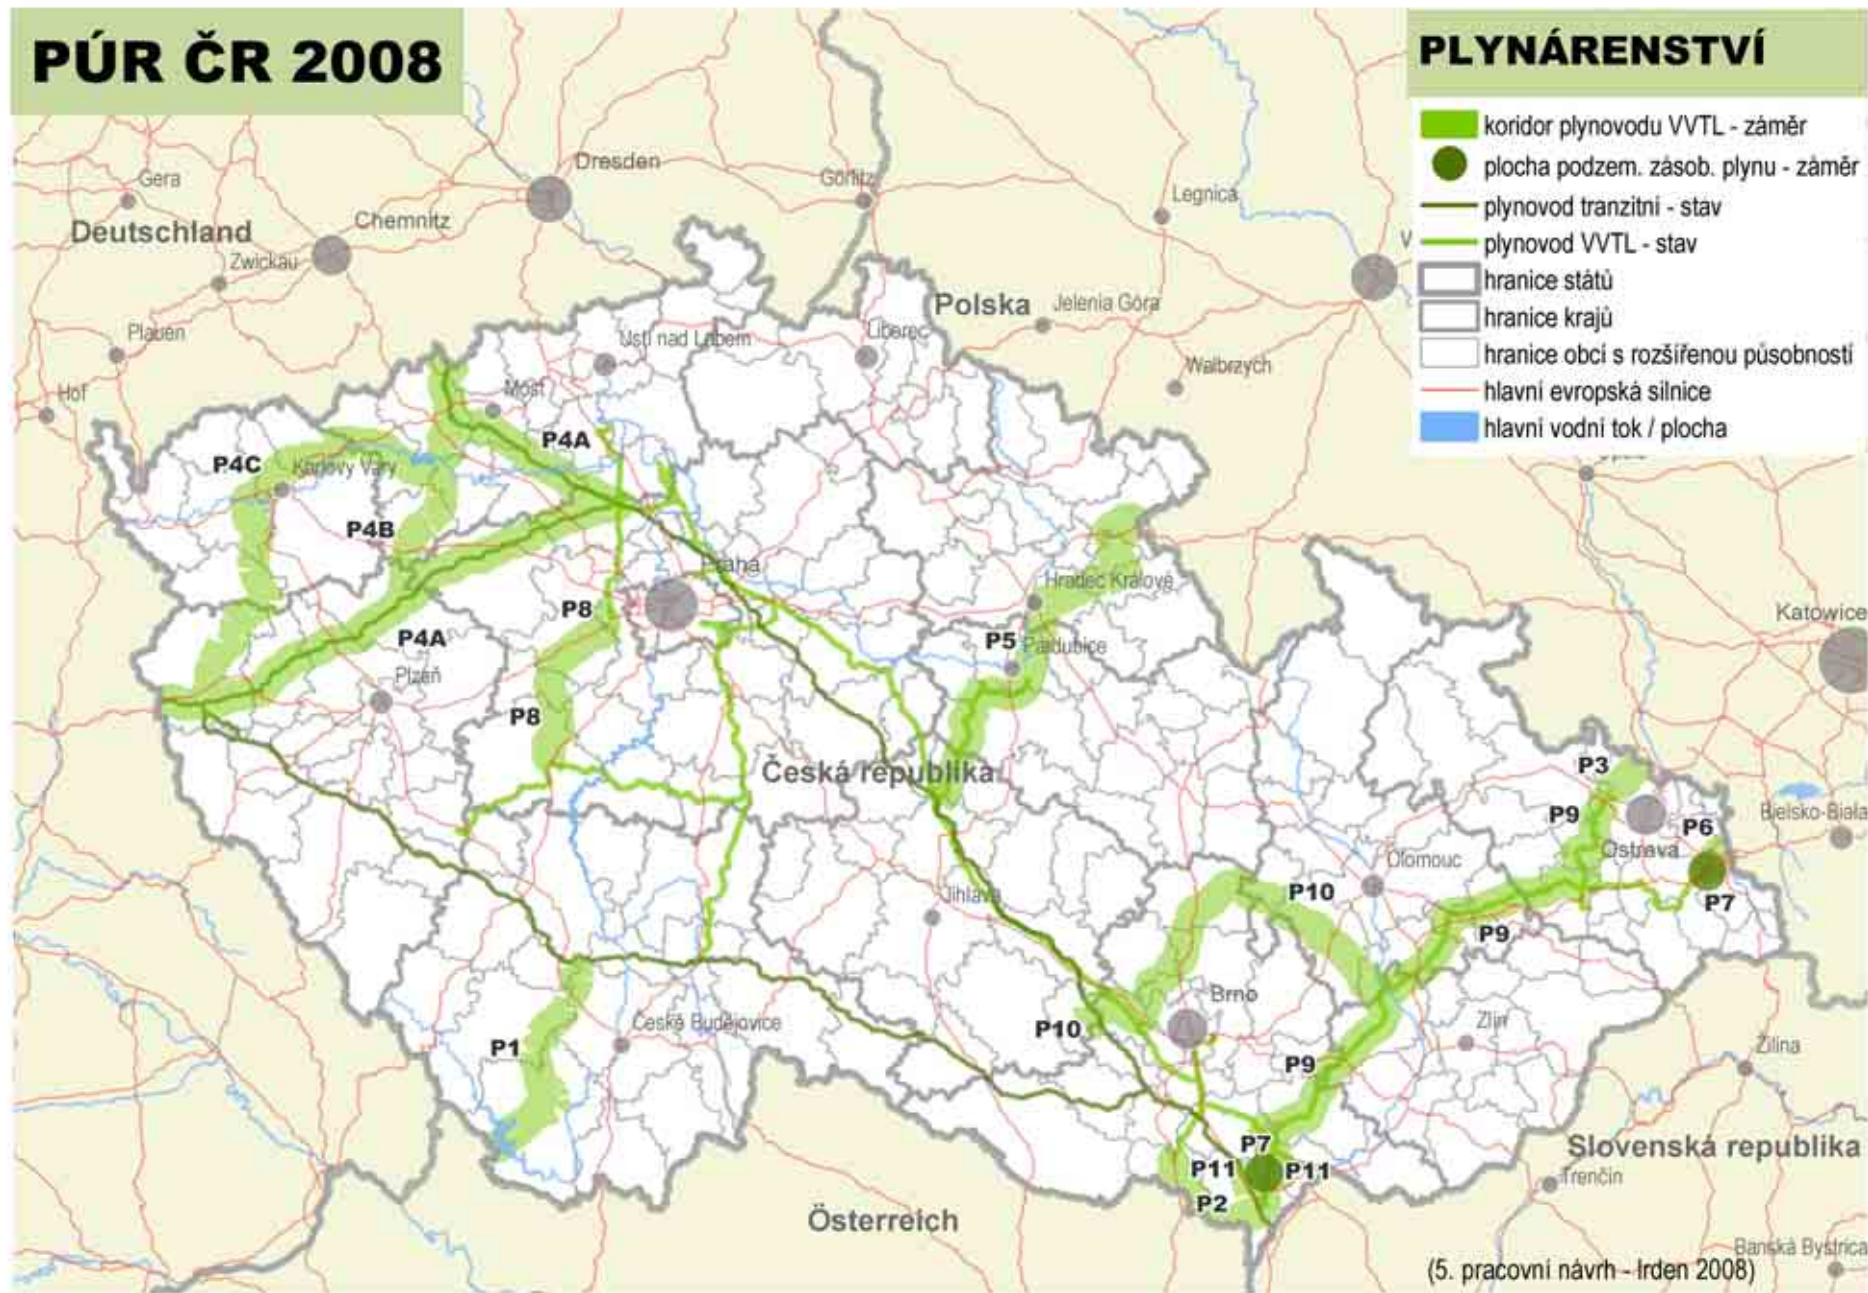 PÚR ČR 2008
PLYNÁRENSTVÍ
koridor plynovodu VVTL - záměr
plocha podzem. zásob. plynu - záměr
plynovod tranzitní - stav
plynovod VVTL - stav
hranice států
hranice krajů
hranice obcí s rozšířenou působností
hlavní evropská silnice
hlavní vodní tok / plocha
Dresden
Gera
Görlitz
Legnica
Chemnitz
Deutschland
Zwickau
Polska
Jelenia Góra
Plauen
Ústí nad Labem
Liberec
Walbrzych
Hof
Most
P4A
P4C
Karlovy Vary
P4B
Praha
Hradec Králové
P8
Katowice
P4A
P5
Pardubice
Plzeň
P8
Česká republika
P3
P9
Bielsko-Biala
P6
Ostrava
Olomouc
P10
Jihlava
P7
P9
Brno
P10
České Budějovice
Zlín
P1
Žilina
P9
P7
Slovenská republika
P11
P11
Trenčín
P2
Österreich
Banská Bystrica
(5. pracovní návrh - lrden 2008)